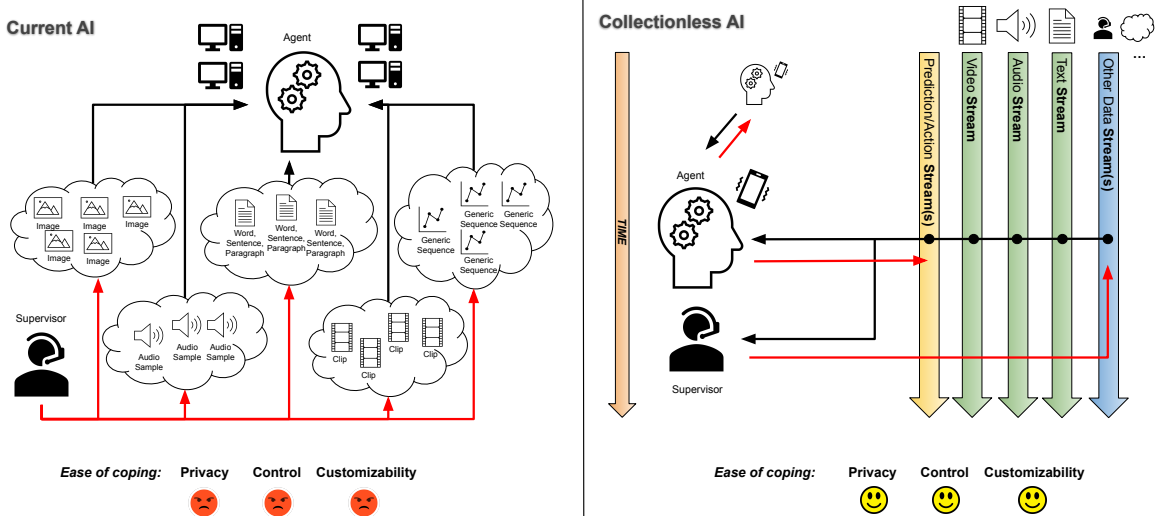 Current AI
Agent
Image
Image
Image
Image
Image
Word,
Sentence,
Paragraph
Word,
Sentence,
Paragraph
Word,
Sentence,
Paragraph
Generic
Sequence
Generic
Sequence
Generic
Sequence
Generic
Sequence
Supervisor
Audio
Sample
Audio
Sample
Audio
Sample
Clip
Clip
Clip
Clip
Ease of coping: Privacy Control Customizability
Collectionless AI
TIME
Agent
Supervisor
Prediction/Action Stream(s)
Video Stream
Audio Stream
Text Stream
Other Data Stream(s)
...
Ease of coping: Privacy Control Customizability